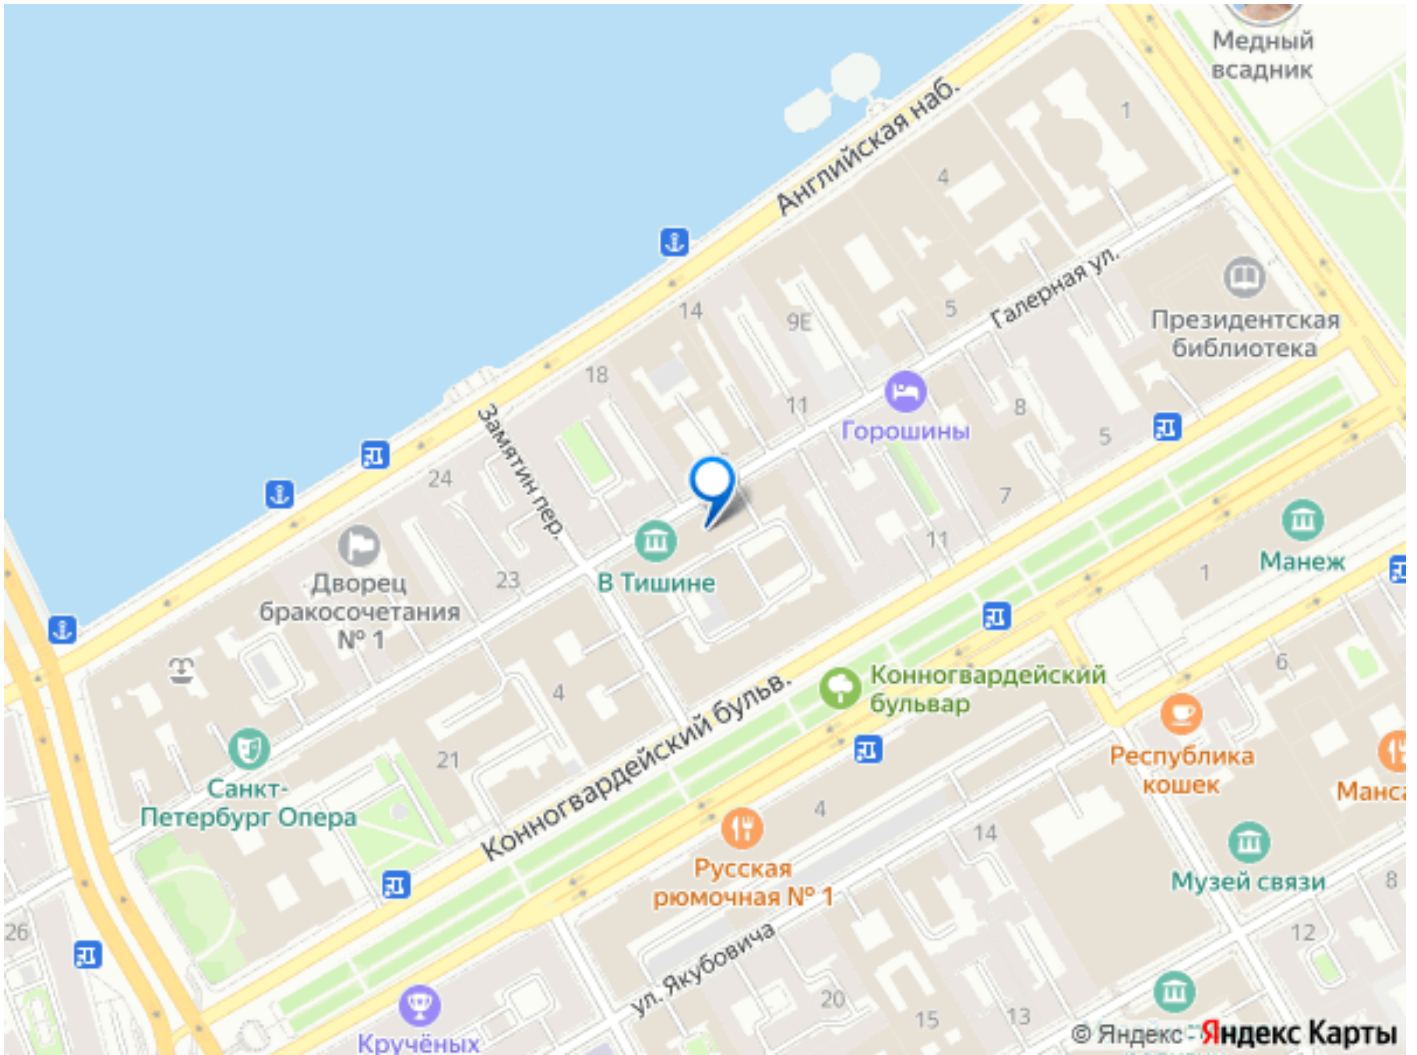 Медный
всадник
1
Английская наб.
4
Галерная ул.
5
14
9Е
Президентская
библиотека
18
11
8
Горошины
5
Замятин пер.
24
7
11
Манеж
1
В Тишине
23
Дворец
бракосочетания
№ 1
6
4
Конногвардейский
бульвар
Конногвардейский бульв.
21
Республика
кошек
Санкт-
Петербург Опера
Манса
4
14
Русская
рюмочная № 1
Музей связи
8
26
12
ул. Якубовича
20
15
13
Кручёных
© Яндекс
Яндекс Карты